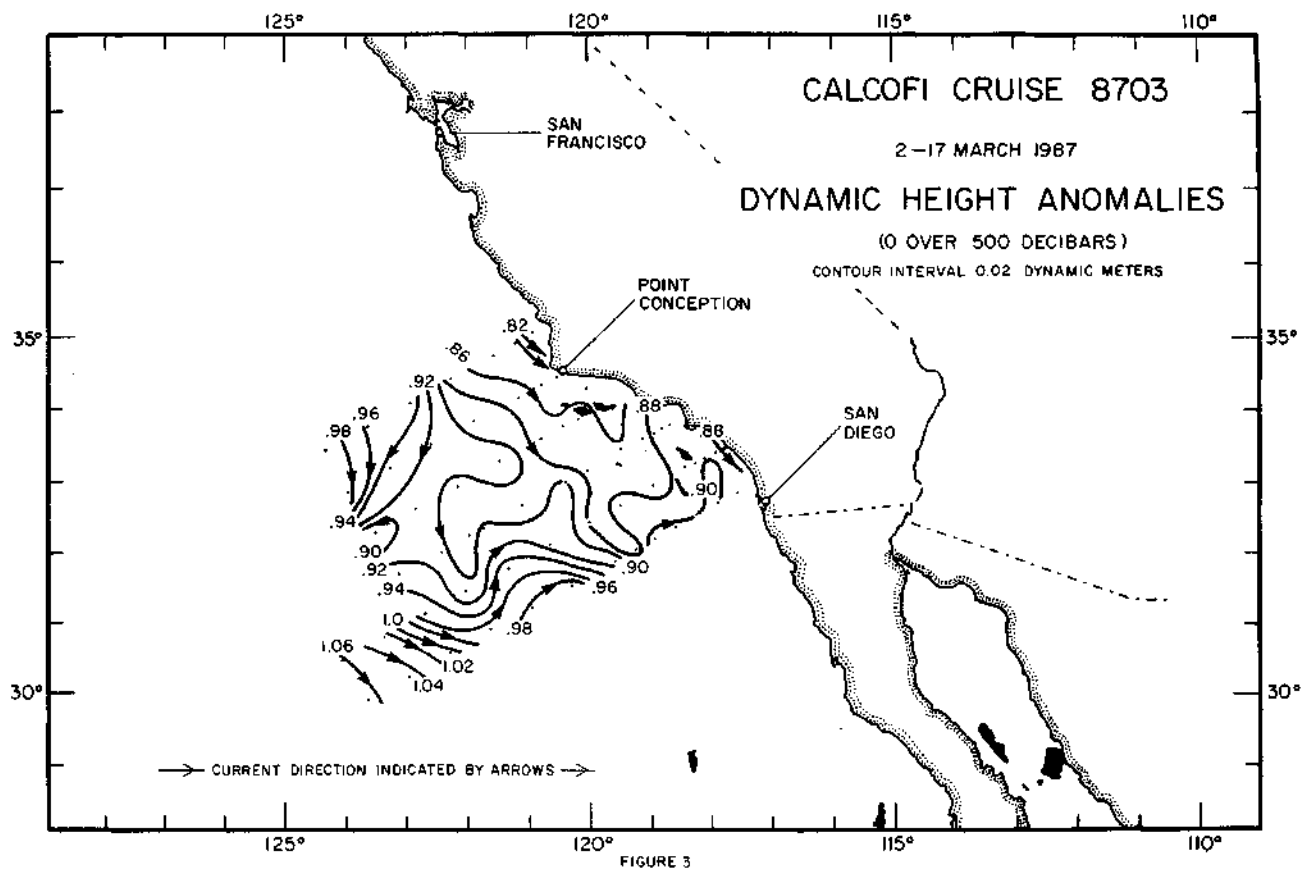 125°
120°
115°
110°
CALCOFI CRUISE 8703
2-17 MARCH 1987
DYNAMIC HEIGHT ANOMALIES
(0 OVER 500 DECIBARS)
CONTOUR INTERVAL 0.02 DYNAMIC METERS
SAN
FRANCISCO
POINT
CONCEPTION
35°
35°
.82
.86
.92
.96
.98
.88
.88
SAN
DIEGO
.90
.94
.90
.92
.90
.94
.96
.98
1.0
1.02
1.06
1.04
30°
30°
CURRENT DIRECTION INDICATED BY ARROWS
125°
120°
115°
110°
FIGURE 3